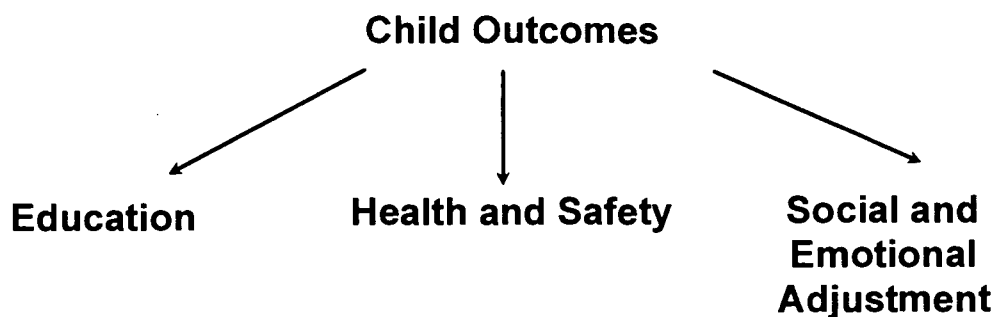 Child Outcomes
Education
Health and Safety
Social and
Emotional
Adjustment